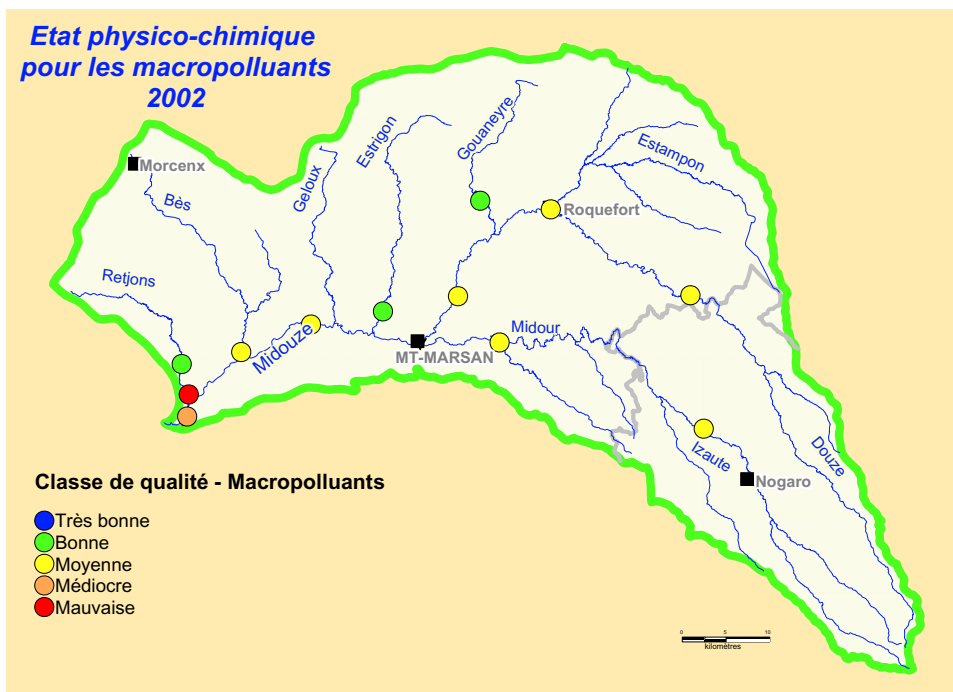 Etat physico-chimique
pour les macropolluants
2002
Morcenx
Bès
Retjons
Geloux
Estrigon
Gouaneyre
Estampon
Roquefort
Midouze
MT-MARSAN
Midour
Izaute
Douze
Nogaro
Classe de qualité - Macropolluants
Très bonne
Bonne
Moyenne
Médiocre
Mauvaise
0 5 10
kilomètres